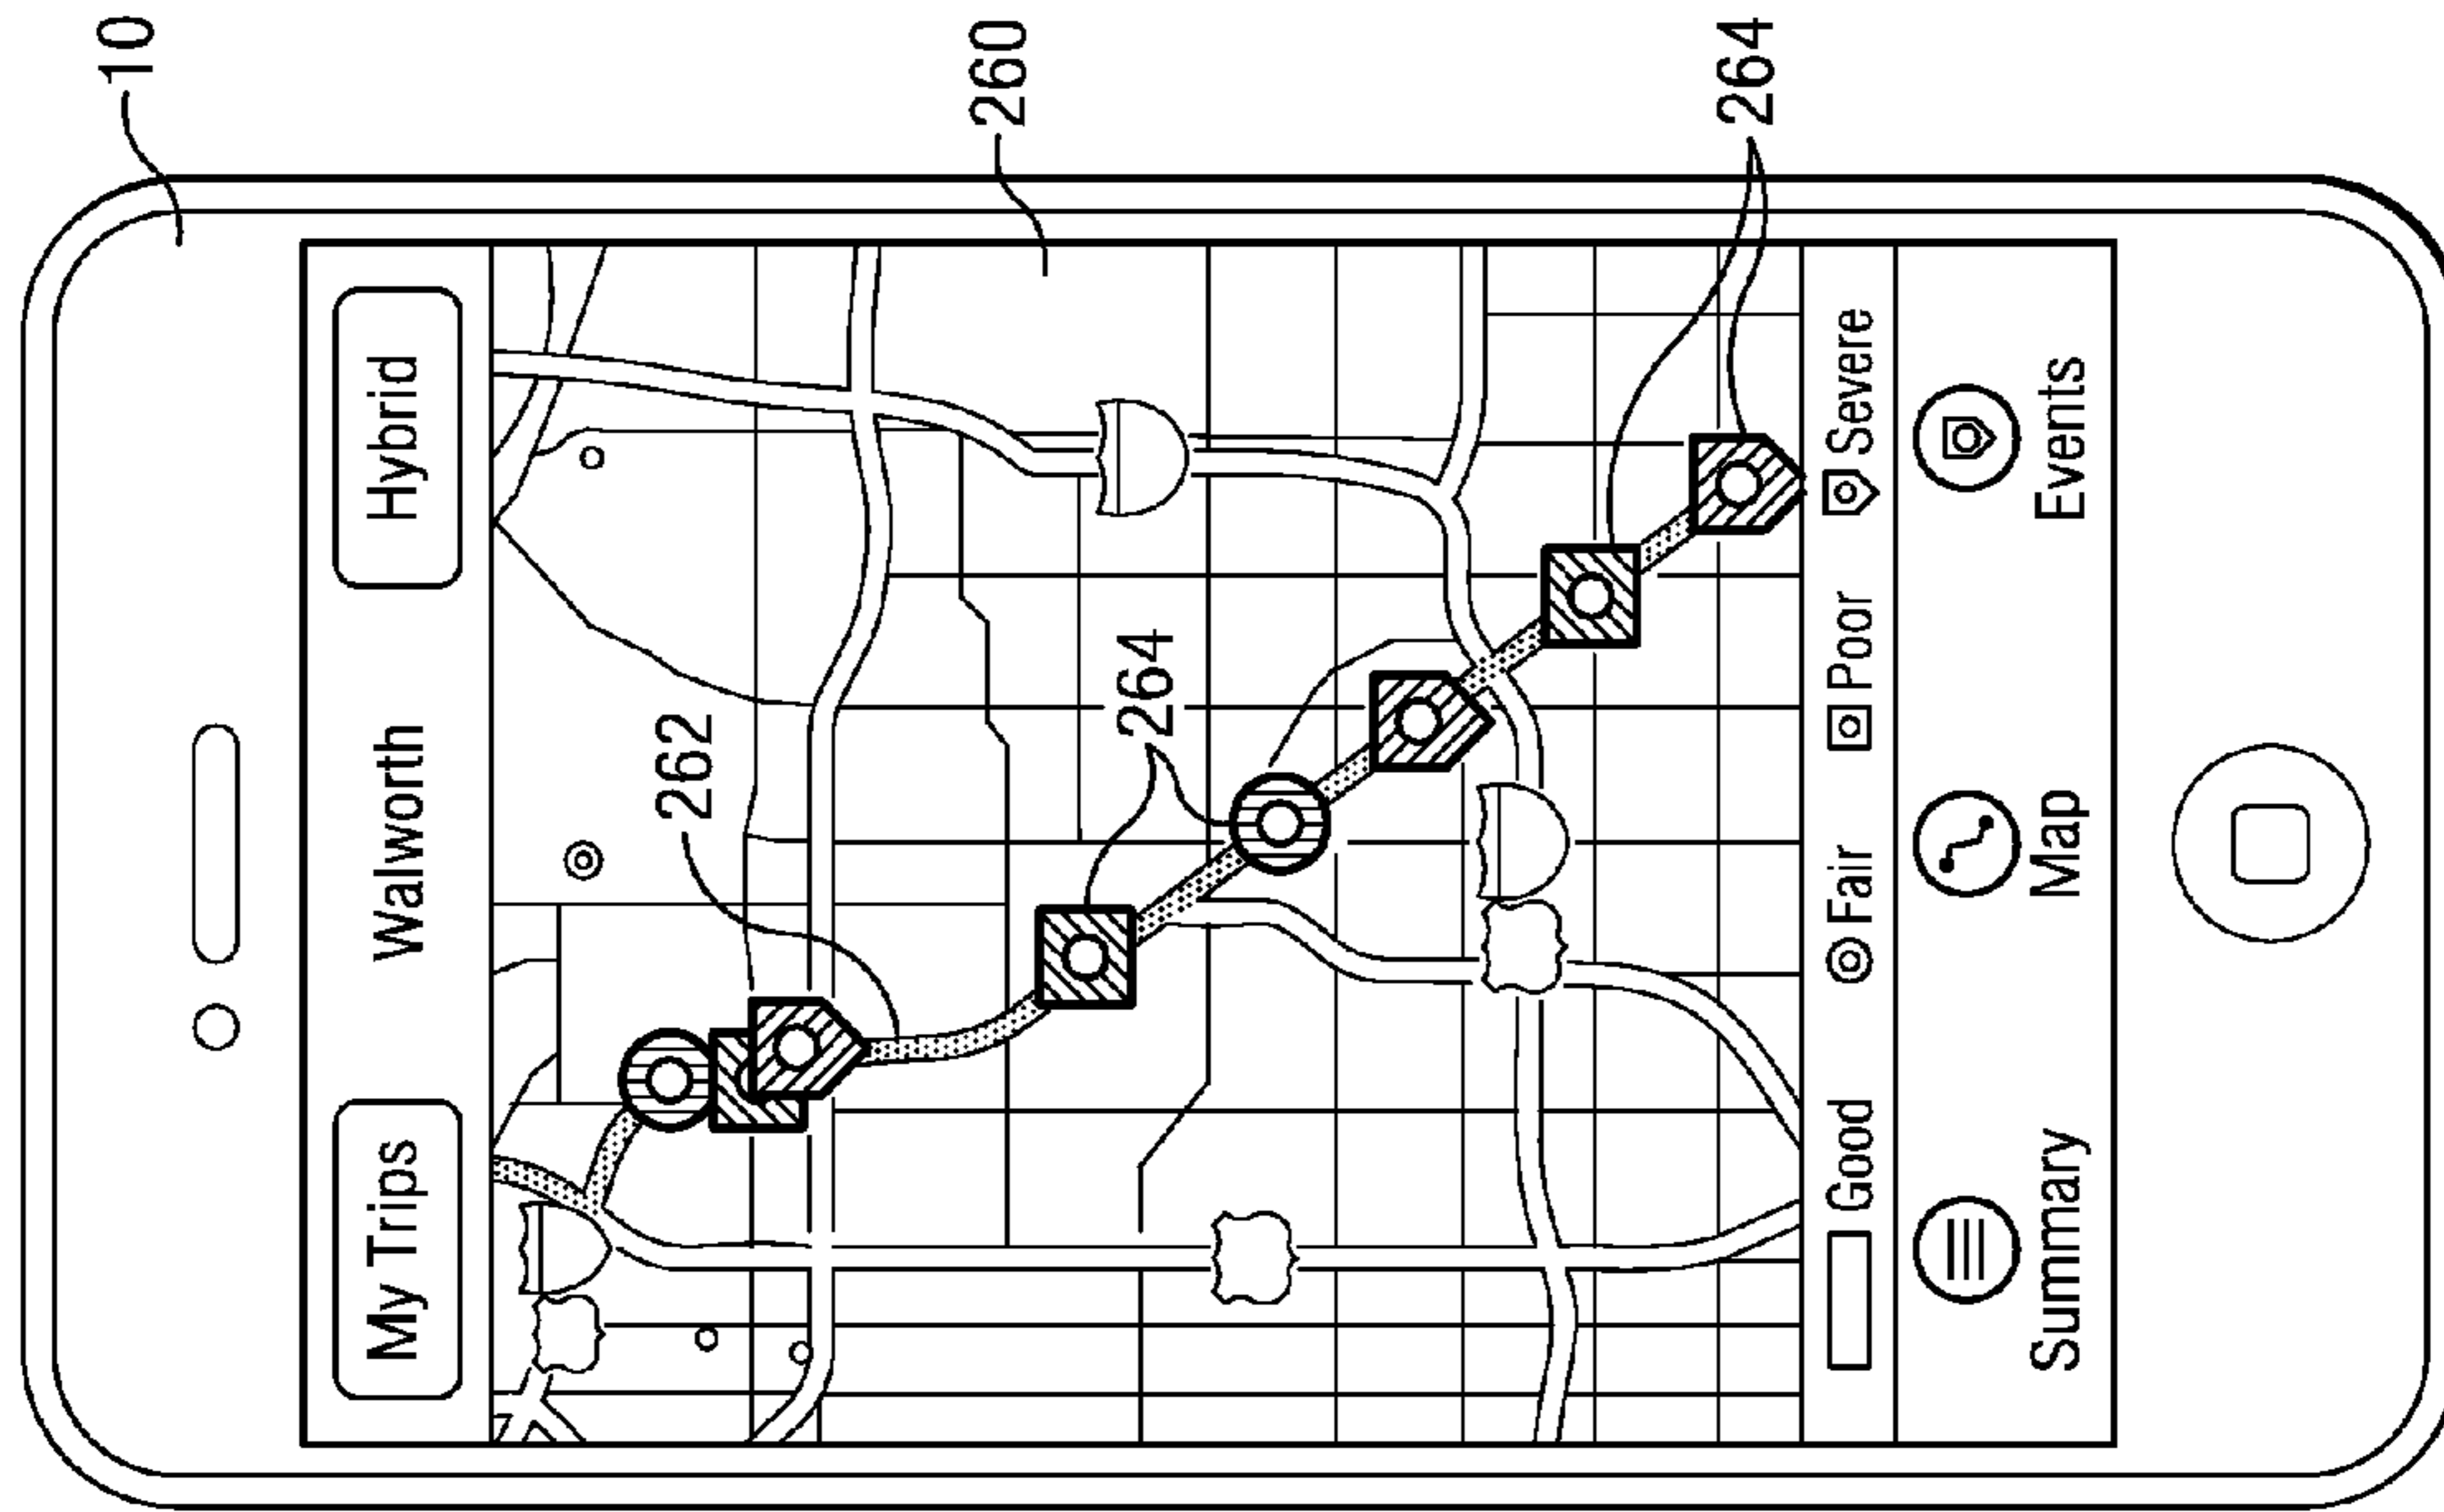 10
My Trips Walworth Hybrid
262
260
264
264
Good Fair Poor Severe
Summary Map Events